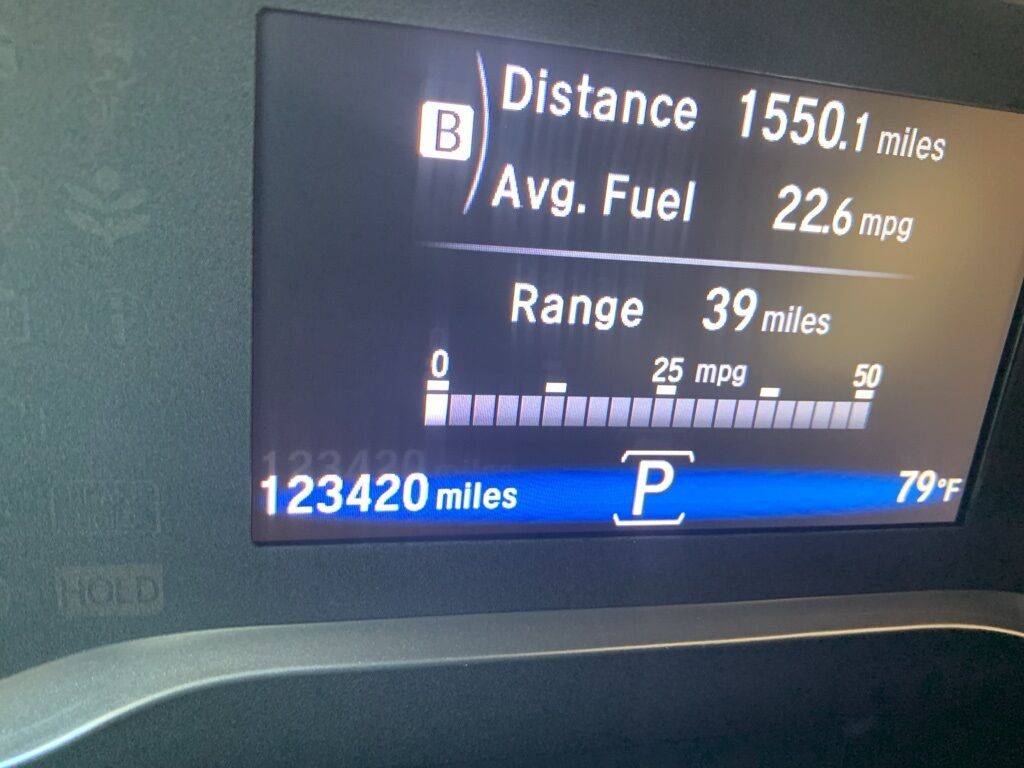 B
Distance 1550.1 miles
Avg. Fuel 22.6 mpg
Range 39 miles
0 25 mpg 50
123420 miles P 79°F
HOLD